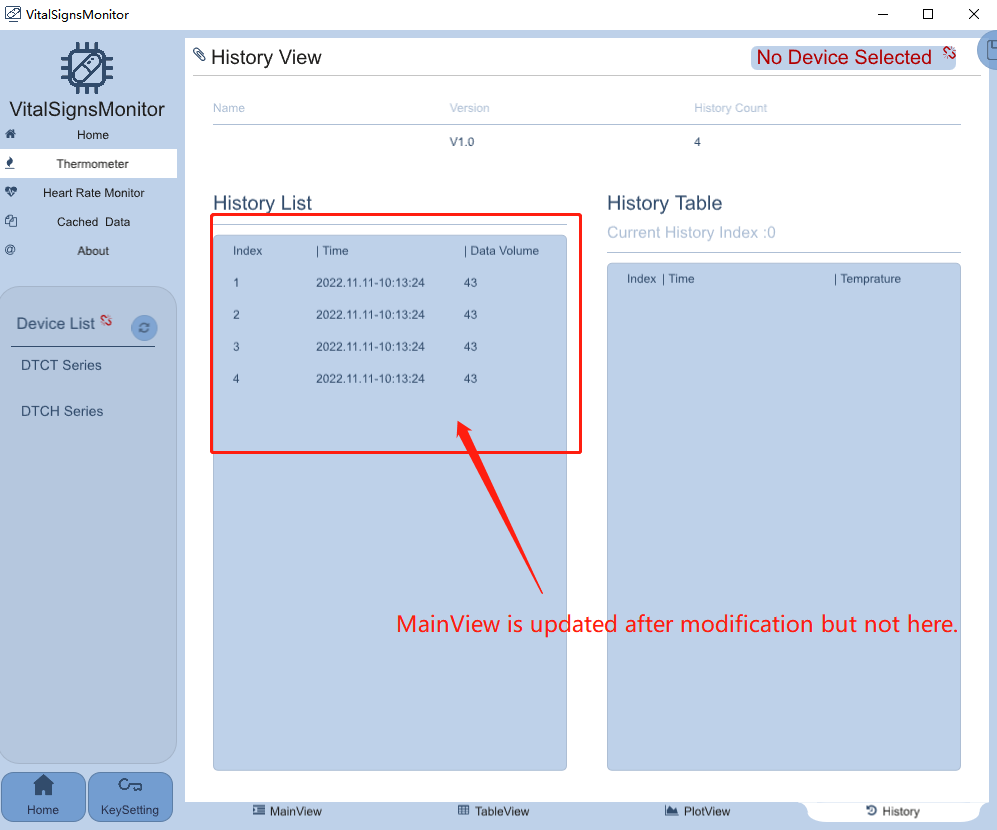 VitalSignsMonitor
VitalSignsMonitor
Home
Thermometer
Heart Rate Monitor
Cached Data
@ About
Device List
DTCT Series
DTCH Series
Home
KeySetting
History View
No Device Selected
Name Version History Count
V1.0 4
History List
Index | Time | Data Volume
1 2022.11.11-10:13:24 43
2 2022.11.11-10:13:24 43
3 2022.11.11-10:13:24 43
4 2022.11.11-10:13:24 43
History Table
Current History Index :0
Index | Time | Temprature
MainView is updated after modification but not here.
MainView
TableView
PlotView
History